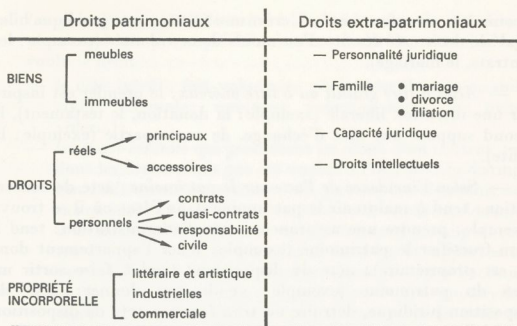 Droits patrimoniaux
BIENS
meubles
immeubles
DROITS
réels
principaux
accessoires
personnels
contrats
quasi-contrats
responsabilité
civile
PROPRIÉTÉ
INCORPORELLE
littéraire et artistique
industrielles
commerciale
Droits extra-patrimoniaux
— Personnalité juridique
— Famille
• mariage
• divorce
• filiation
— Capacité juridique
— Droits intellectuels